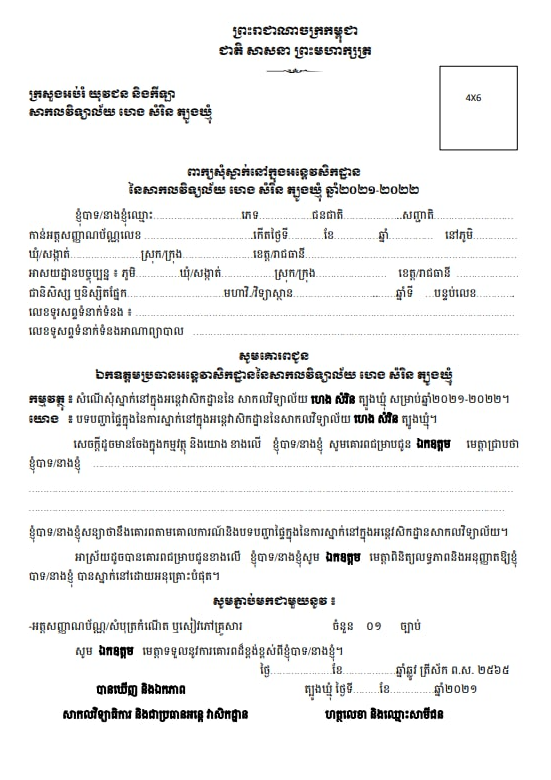 ព្រះរាជាណាចក្រកម្ពុជា
ជាតិ សាសនា ព្រះមហាក្សត្រ
4X6
ក្រសួងអប់រំ យុវជន និងកីឡា
សាកលវិទ្យាល័យ ហេង សំរិន ត្បូងឃ្មុំ
ពាក្យសុំស្នាក់នៅក្នុងអន្តេវាសិកដ្ឋាន
នៃសាកលវិទ្យាល័យ ហេង សំរិន ត្បូងឃ្មុំ ឆ្នាំ២០២១-២០២២
ខ្ញុំបាទ/នាងខ្ញុំឈ្មោះ.................ភេទ.............ជនជាតិ.................សញ្ជាតិ.................
កាន់អត្តសញ្ញាណប័ណ្ណលេខ .................កើតថ្ងៃទី.........ខែ.............ឆ្នាំ............. នៅភូមិ.............
ឃុំ/សង្កាត់.................ស្រុក/ក្រុង.................ខេត្ត/រាជធានី.................
អាសយដ្ឋានបច្ចុប្បន្ន ៖ ភូមិ.............ឃុំ/សង្កាត់.............ស្រុក/ក្រុង................. ខេត្ត/រាជធានី .............
ជានិសិស្ស ឬនិស្សិតផ្នែក.................មហាវិ./វិទ្យាស្ថាន.................ឆ្នាំទី ....បន្ទប់លេខ.............
លេខទូរសព្ទទំនាក់ទំនង ៖ .................
លេខទូរសព្ទទំនាក់ទំនងអាណាព្យាបាល .................
សូមគោរពជូន
ឯកឧត្តមប្រធានអន្តេវាសិកដ្ឋាននៃសាកលវិទ្យាល័យ ហេង សំរិន ត្បូងឃ្មុំ
កម្មវត្ថុ ៖ សំណើសុំស្នាក់នៅក្នុងអន្តេវាសិកដ្ឋាននៃ សាកលវិទ្យាល័យ ហេង សំរិន ត្បូងឃ្មុំ សម្រាប់ឆ្នាំ២០២១-២០២២។
យោង ៖ បទបញ្ជាផ្ទៃក្នុងនៃការស្នាក់នៅក្នុងអន្តេវាសិកដ្ឋាននៃសាកលវិទ្យាល័យ ហេង សំរិន ត្បូងឃ្មុំ។
សេចក្តីដូចមានចែងក្នុងកម្មវត្ថុ និងយោង ខាងលើ ខ្ញុំបាទ/នាងខ្ញុំ សូមគោរពជម្រាបជូន ឯកឧត្តម មេត្តាជ្រាបថា
ខ្ញុំបាទ/នាងខ្ញុំ .................
ខ្ញុំបាទ/នាងខ្ញុំសន្យាថានឹងគោរពតាមគោលការណ៍និងបទបញ្ជាផ្ទៃក្នុងនៃការស្នាក់នៅក្នុងអន្តេវាសិកដ្ឋានសាកលវិទ្យាល័យ។
អាស្រ័យដូចបានគោរពជម្រាបជូនខាងលើ ខ្ញុំបាទ/នាងខ្ញុំសូម ឯកឧត្តម មេត្តាពិនិត្យលទ្ធភាពនិងអនុញ្ញាតឱ្យខ្ញុំ
បាទ/នាងខ្ញុំ បានស្នាក់នៅដោយអនុគ្រោះបំផុត។
សូមភ្ជាប់មកជាមួយនូវ ៖
-អត្តសញ្ញាណប័ណ្ណ/សំបុត្រកំណើត ឬសៀវភៅគ្រួសារ ចំនួន ០១ ច្បាប់
សូម ឯកឧត្តម មេត្តាទទួលនូវការគោរពដ៏ខ្ពង់ខ្ពស់ពីខ្ញុំបាទ/នាងខ្ញុំ។
ថ្ងៃ.................ខែ.................ឆ្នាំឆ្លូវ ត្រីស័ក ព.ស. ២៥៦៥
ត្បូងឃ្មុំ ថ្ងៃទី........ ខែ.............ឆ្នាំ២០២១
បានឃើញ និងឯកភាព
សាកលវិទ្យាធិការ និងជាប្រធានអន្តេវាសិកដ្ឋាន
ហត្ថលេខា និងឈ្មោះសាមីជន